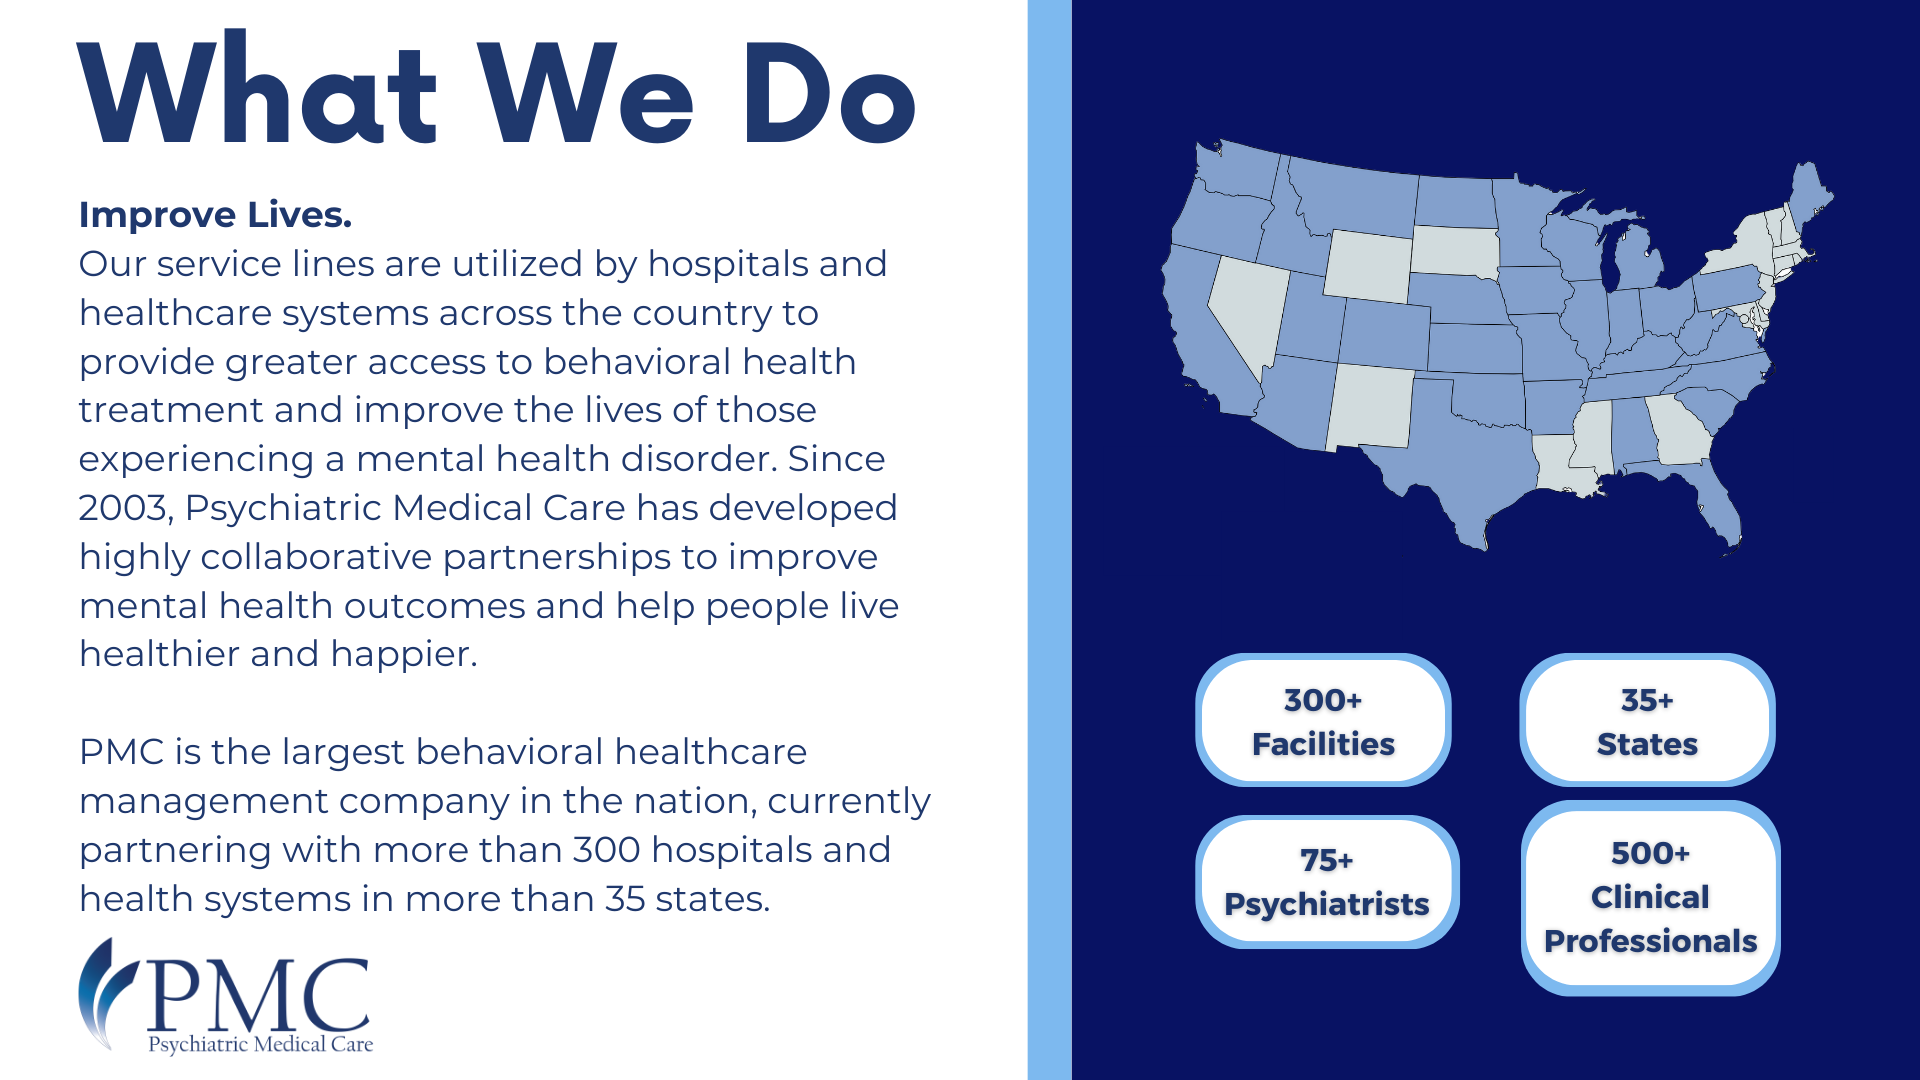 What We Do
Improve Lives.
Our service lines are utilized by hospitals and
healthcare systems across the country to
provide greater access to behavioral health
treatment and improve the lives of those
experiencing a mental health disorder. Since
2003, Psychiatric Medical Care has developed
highly collaborative partnerships to improve
mental health outcomes and help people live
healthier and happier.
PMC is the largest behavioral healthcare
management company in the nation, currently
partnering with more than 300 hospitals and
health systems in more than 35 states.
PMC
Psychiatric Medical Care
300+
Facilities
35+
States
75+
Psychiatrists
500+
Clinical
Professionals